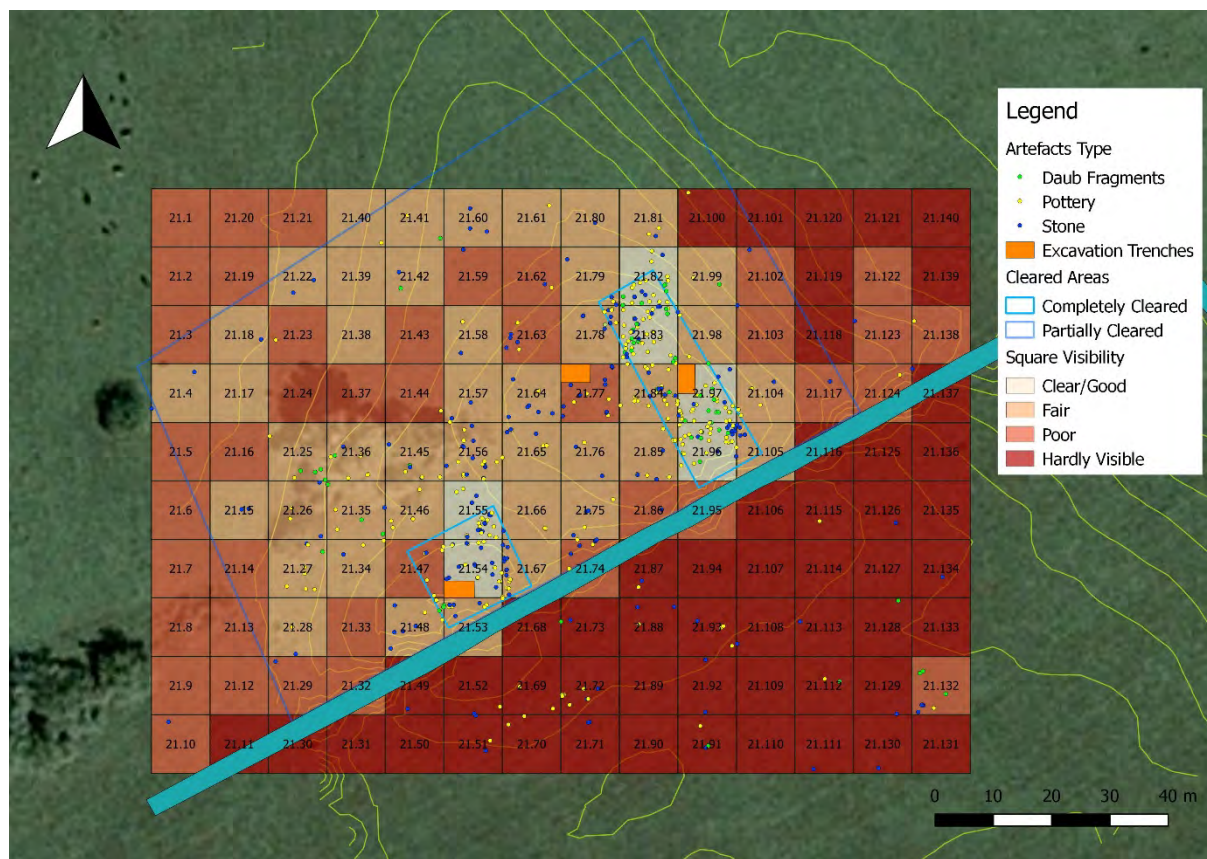 21.1 21.20 21.21 21.40 21.41 21.60 21.61 21.80 21.81 21.100 21.101 21.120 21.121 21.140
21.2 21.19 21.22 21.39 21.42 21.59 21.62 21.79 21.82 21.99 21.102 21.119 21.122 21.139
21.3 21.18 21.23 21.38 21.43 21.58 21.63 21.78 21.83 21.98 21.103 21.118 21.123 21.138
21.4 21.17 21.24 21.37 21.44 21.57 21.64 21.77 21.84 21.97 21.104 21.117 21.124 21.137
21.5 21.16 21.25 21.36 21.45 21.56 21.65 21.76 21.85 21.96 21.105 21.116 21.125 21.136
21.6 21.15 21.26 21.35 21.46 21.55 21.66 21.75 21.86 21.95 21.106 21.115 21.126 21.135
21.7 21.14 21.27 21.34 21.47 21.54 21.67 21.74 21.87 21.94 21.107 21.114 21.127 21.134
21.8 21.13 21.28 21.33 21.48 21.53 21.68 21.73 21.88 21.93 21.108 21.113 21.128 21.133
21.9 21.12 21.29 21.32 21.49 21.52 21.69 21.72 21.89 21.92 21.109 21.112 21.129 21.132
21.10 21.11 21.30 21.31 21.50 21.51 21.70 21.71 21.90 21.91 21.110 21.111 21.130 21.131
Legend
Artefacts Type
Daub Fragments
Pottery
Stone
Excavation Trenches
Cleared Areas
Completely Cleared
Partially Cleared
Square Visibility
Clear/Good
Fair
Poor
Hardly Visible
0 10 20 30 40 m